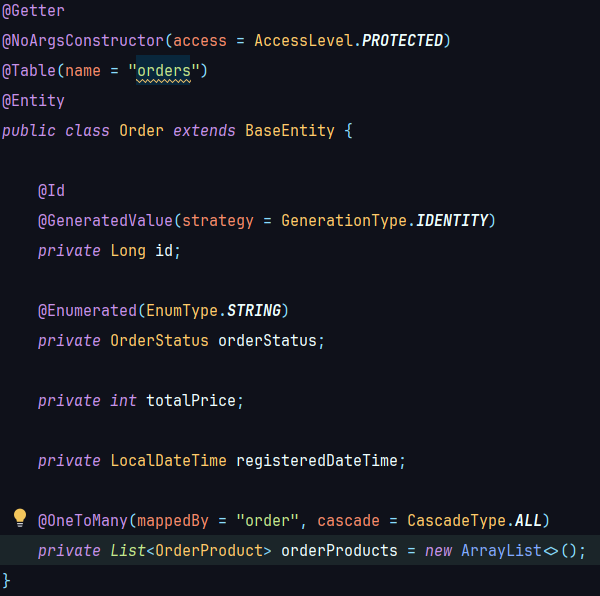 @Getter
@NoArgsConstructor(access = AccessLevel.PROTECTED)
@Table(name = "orders")
@Entity
public class Order extends BaseEntity {
@Id
@GeneratedValue(strategy = GenerationType.IDENTITY)
private Long id;
@Enumerated(EnumType.STRING)
private OrderStatus orderStatus;
private int totalPrice;
private LocalDateTime registeredDateTime;
@OneToMany(mappedBy = "order", cascade = CascadeType.ALL)
private List<OrderProduct> orderProducts = new ArrayList<>();
}